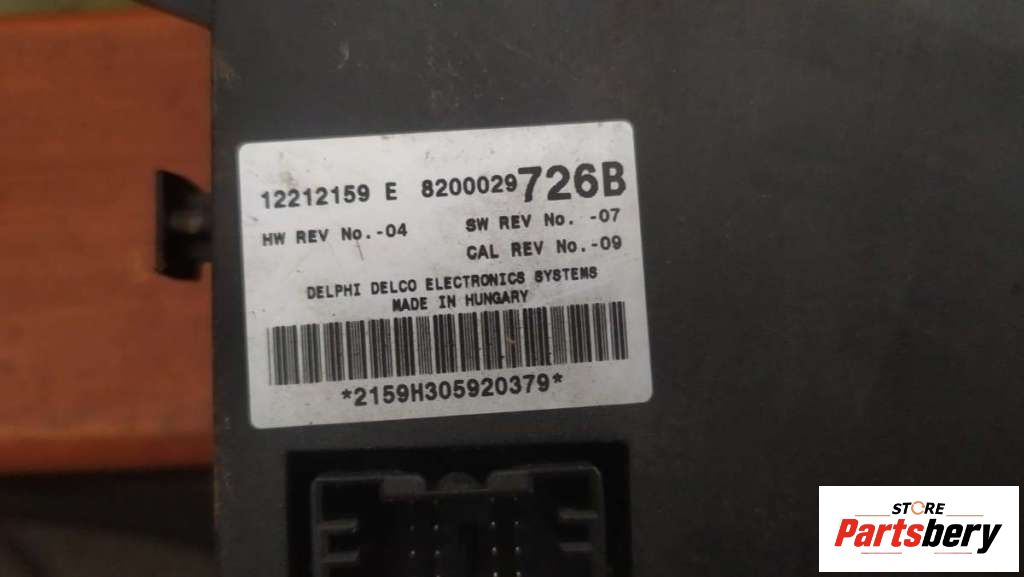 12212159 E 8200029726B
HW REV No.-04 SW REV No. -07
CAL REV No.-09
DELPHI DELCO ELECTRONICS SYSTEMS
MADE IN HUNGARY
*2159H305920379*
STORE
Partsbery